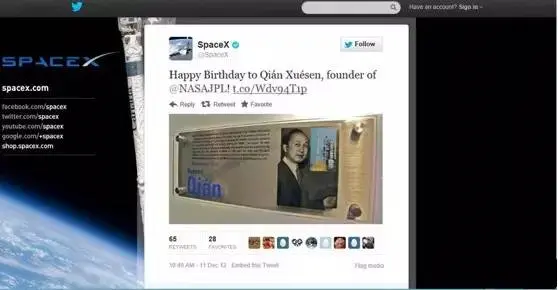 Have an account? Sign in
SPACEX
SpaceX
@SpaceX
Follow
spacex.com
Happy Birthday to Qián Xuésen, founder of
@NASAJPL! t.co/Wdv94T1p
facebook.com/spacex
twitter.com/spacex
youtube.com/spacex
google.com/+spacex
shop.spacex.com
Reply Retweet Favorite
Qián
65 28
RETWEETS FAVORITES
10:49 AM - 11 Dec 12 Embed this Tweet
Flag media